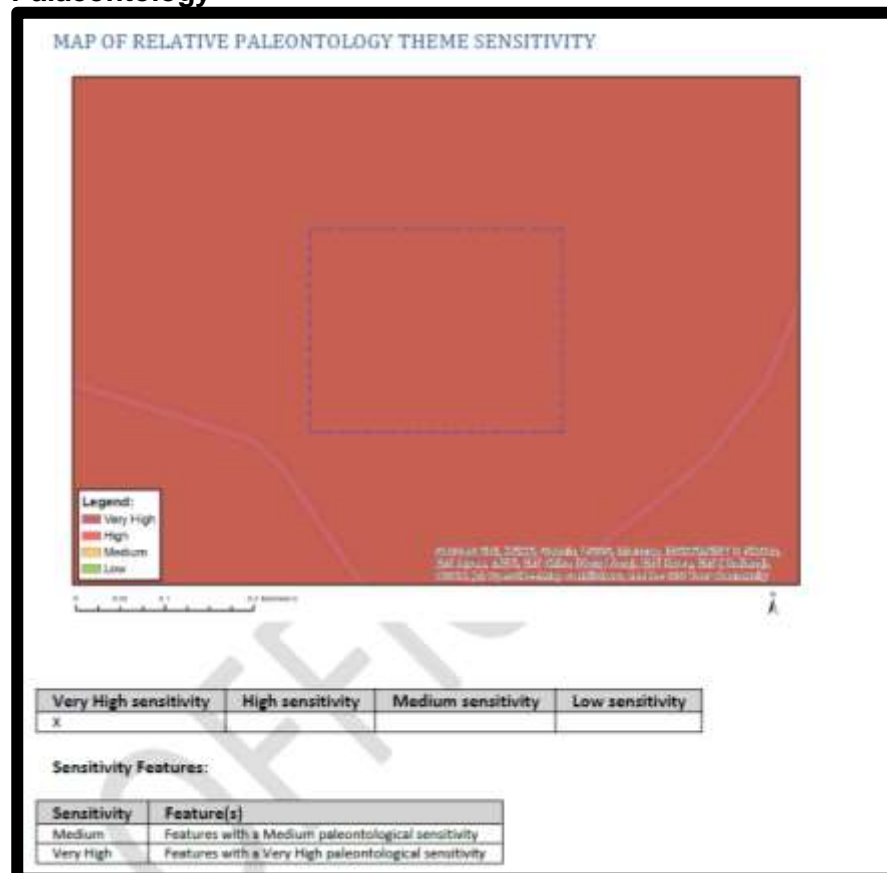 Palaeontology
MAP OF RELATIVE PALEONTOLOGY THEME SENSITIVITY
Legend:
Very High
High
Medium
Low
Very High sensitivity High sensitivity Medium sensitivity Low sensitivity
X
Sensitivity Features:
Sensitivity Feature(s)
Medium Features with a Medium paleontological sensitivity
Very High Features with a Very High paleontological sensitivity